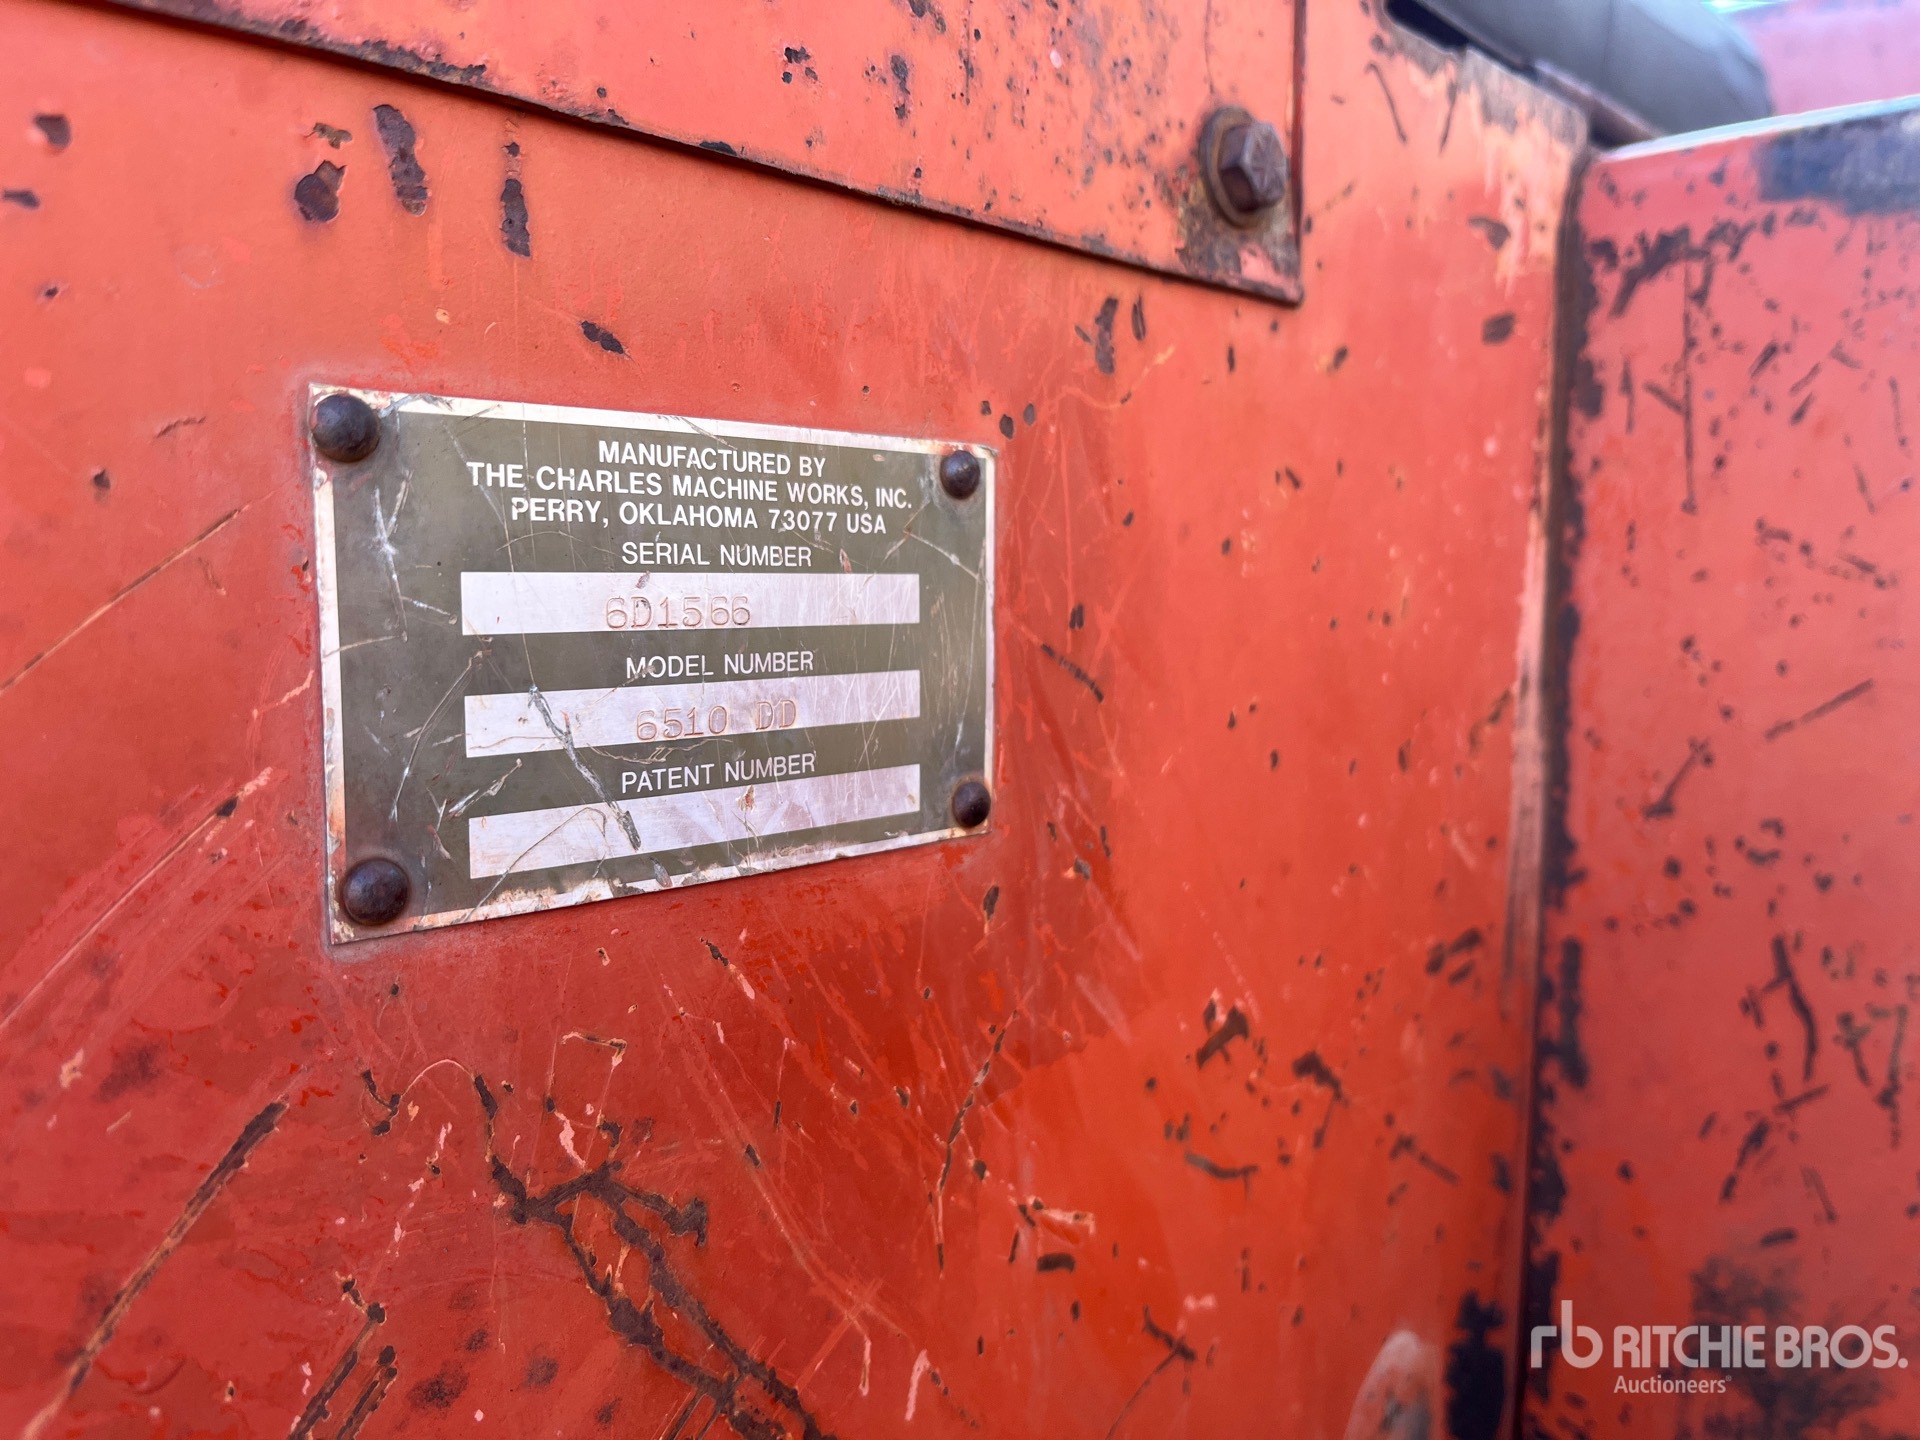 MANUFACTURED BY
THE CHARLES MACHINE WORKS, INC.
PERRY, OKLAHOMA 73077 USA
SERIAL NUMBER
6D1566
MODEL NUMBER
6510 DD
PATENT NUMBER
rb RITCHIE BROS.
Auctioneers